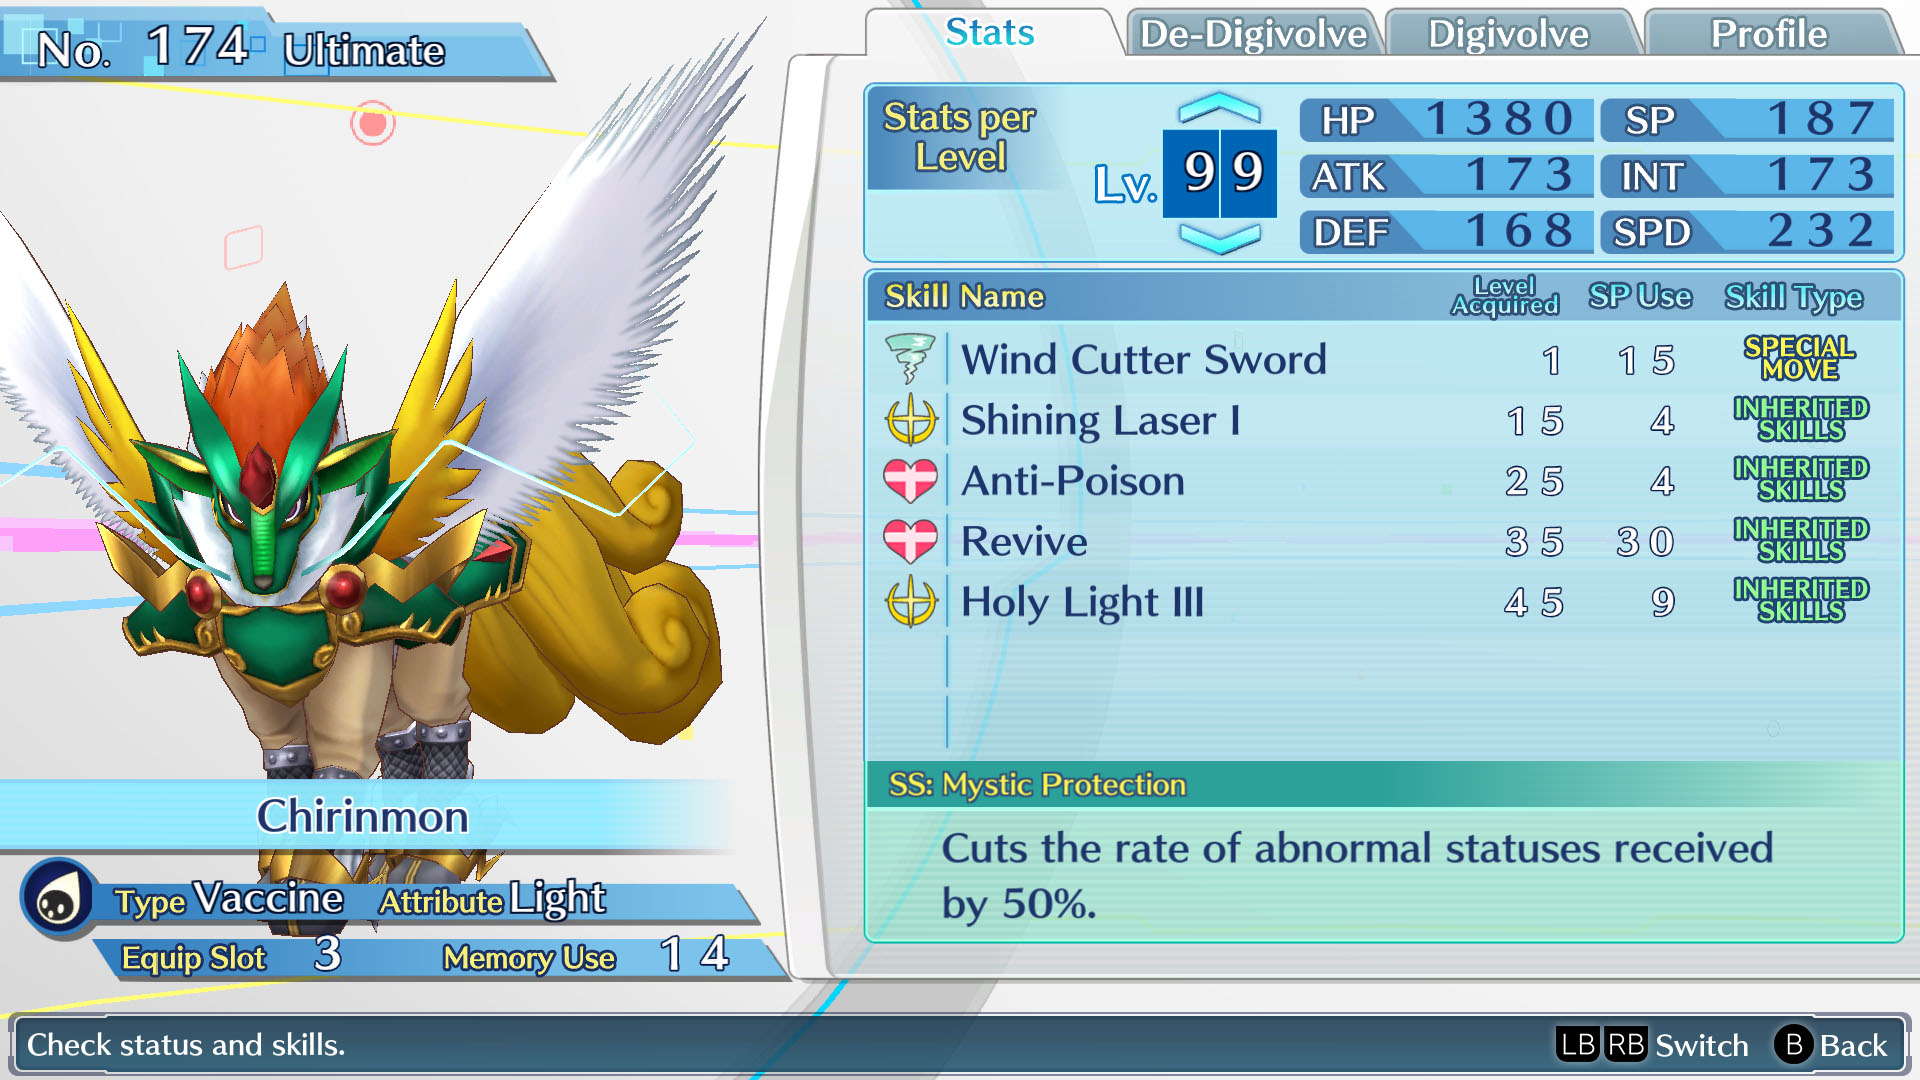 No. 174 Ultimate
Stats De-Digivolve Digivolve Profile
Stats per
Level
Lv. 99
HP 1380 SP 187
ATK 173 INT 173
DEF 168 SPD 232
Skill Name Level Acquired SP Use Skill Type
Wind Cutter Sword 1 15 SPECIAL MOVE
Shining Laser I 15 4 INHERITED SKILLS
Anti-Poison 25 4 INHERITED SKILLS
Revive 35 30 INHERITED SKILLS
Holy Light III 45 9 INHERITED SKILLS
SS: Mystic Protection
Cuts the rate of abnormal statuses received
by 50%.
Chirinmon
Type Vaccine Attribute Light
Equip Slot 3 Memory Use 14
Check status and skills.
LB RB Switch B Back